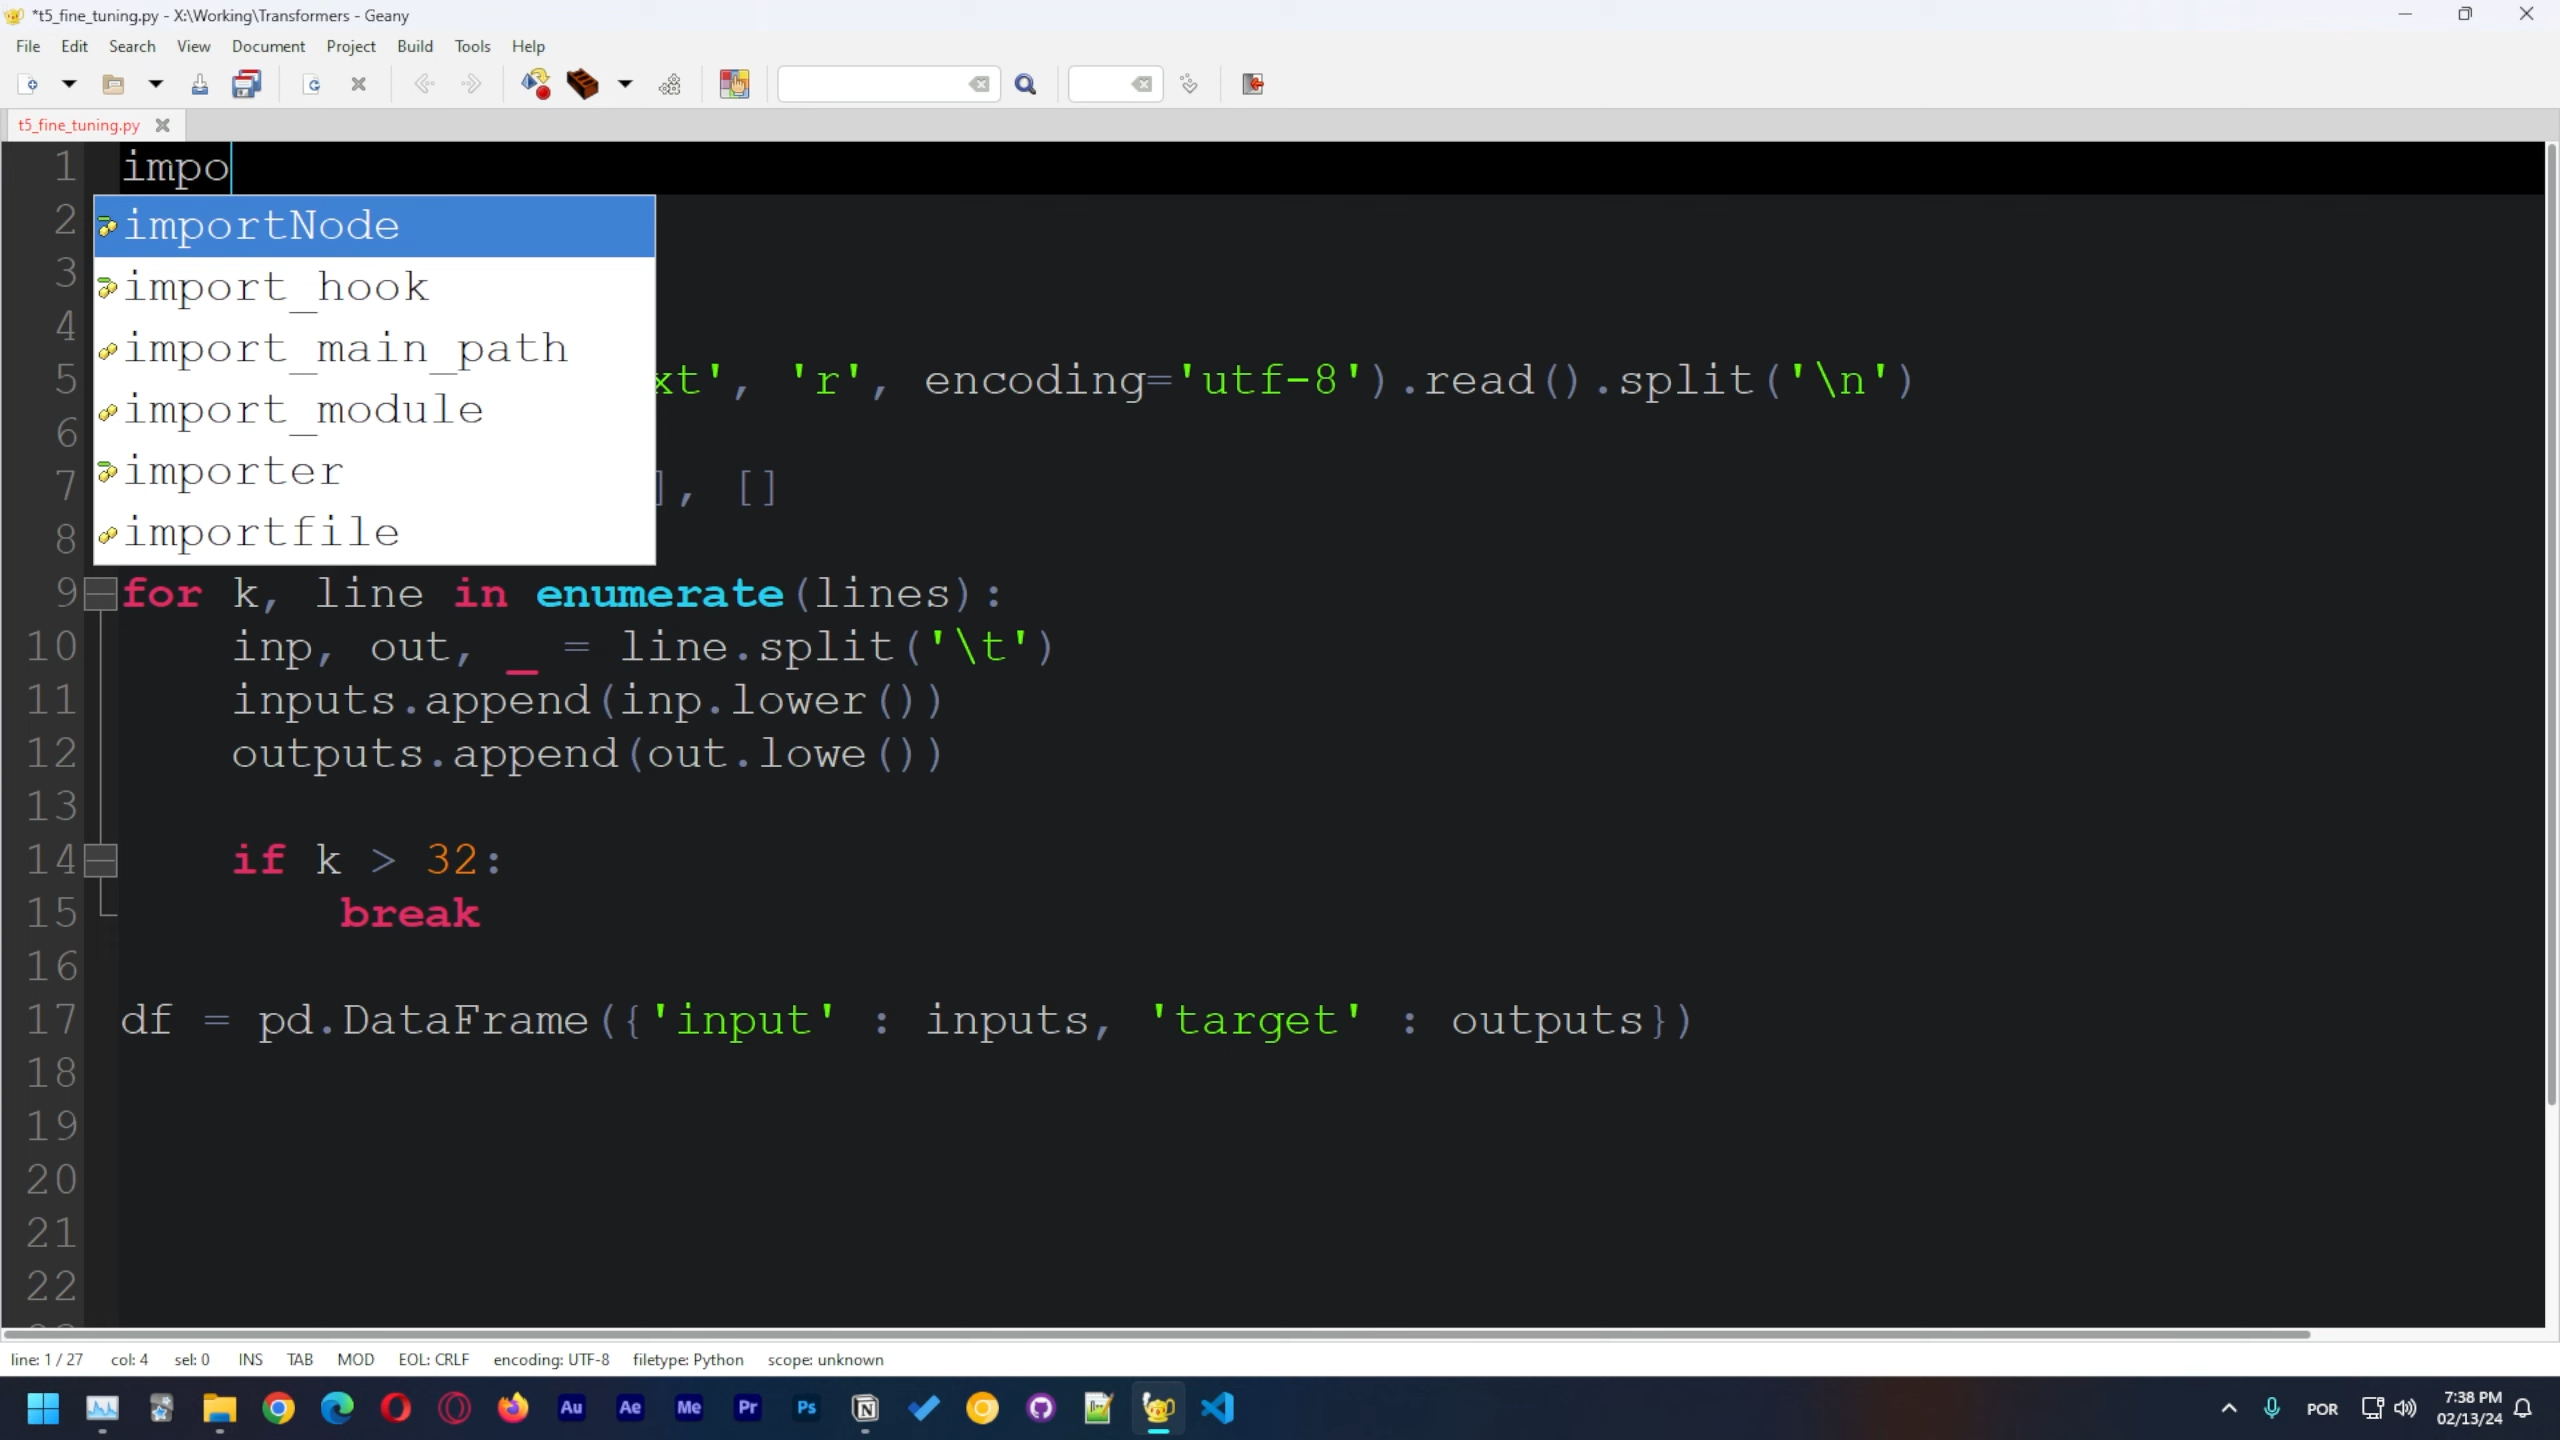 *t5_fine_tuning.py - X:\Working\Transformers - Geany
File Edit Search View Document Project Build Tools Help
t5_fine_tuning.py
1 impo
importNode
import_hook
import_main_path
import_module
importer
importfile
2
3
4
5 xt', 'r', encoding='utf-8').read().split('\n')
6
7 ], []
8
9 for k, line in enumerate(lines):
10 inp, out, _ = line.split('\t')
11 inputs.append(inp.lower())
12 outputs.append(out.lowe())
13
14 if k > 32:
15 break
16
17 df = pd.DataFrame({'input' : inputs, 'target' : outputs})
18
19
20
21
22
line: 1 / 27 col: 4 sel: 0 INS TAB MOD EOL: CRLF encoding: UTF-8 filetype: Python scope: unknown
Au Ae Me Pr Ps N
POR
7:38 PM
02/13/24